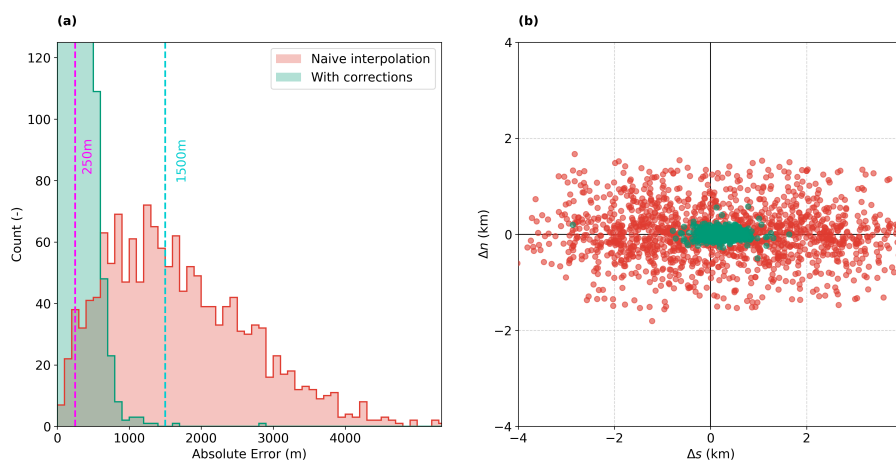 (a)
Count (-)
120
100
80
60
40
20
0
250m
1500m
Naive interpolation
With corrections
0
1000
2000
3000
4000
Absolute Error (m)
(b)
Δn (km)
4
2
0
−2
−4
−4
−2
0
2
Δs (km)